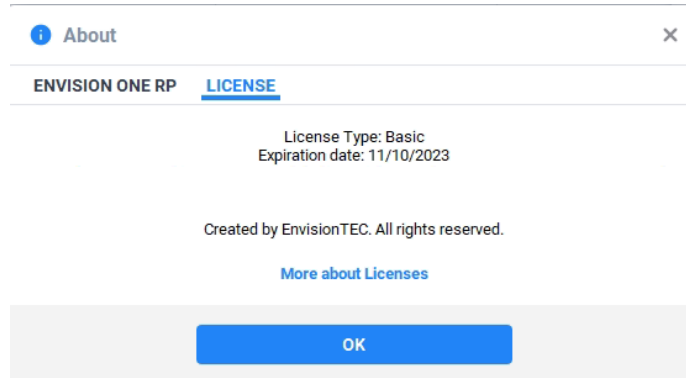 About
ENVISION ONE RP LICENSE
License Type: Basic
Expiration date: 11/10/2023
Created by EnvisionTEC. All rights reserved.
More about Licenses
OK